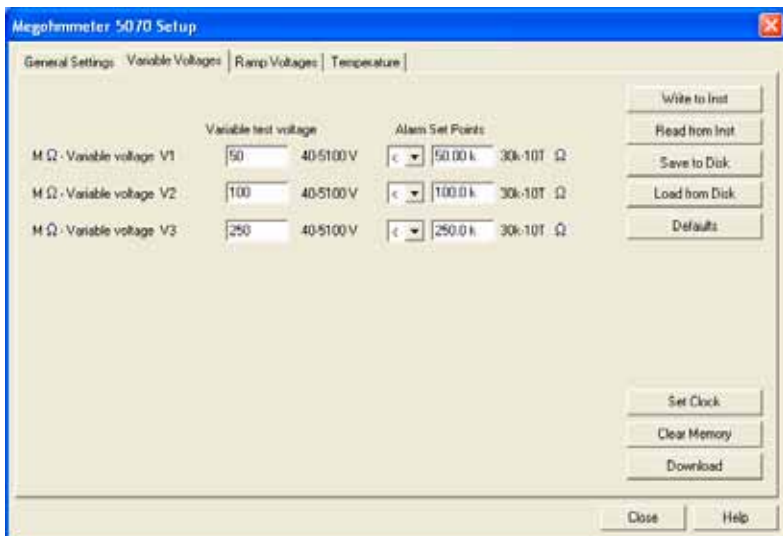 Megohmmeter 5070 Setup
General Settings Variable Voltages Ramp Voltages Temperature
Write to Inst
Variable test voltage Alarm Set Points Read from Inst
M Ω - Variable voltage V1 50 40-5100 V < 50.00 k 30k-10T Ω
Save to Disk
M Ω - Variable voltage V2 100 40-5100 V < 100.0 k 30k-10T Ω Load from Disk
M Ω - Variable voltage V3 250 40-5100 V < 250.0 k 30k-10T Ω Defaults
Set Clock
Clear Memory
Download
Close Help